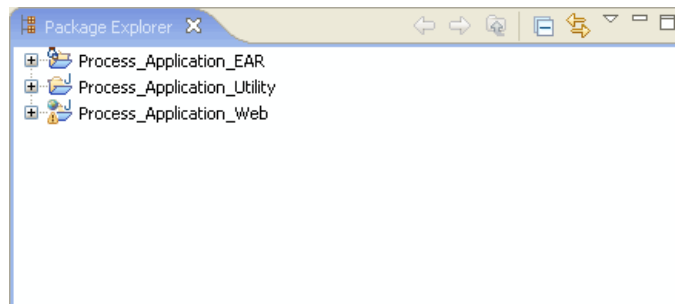 Package Explorer
Process_Application_EAR
Process_Application_Utility
Process_Application_Web